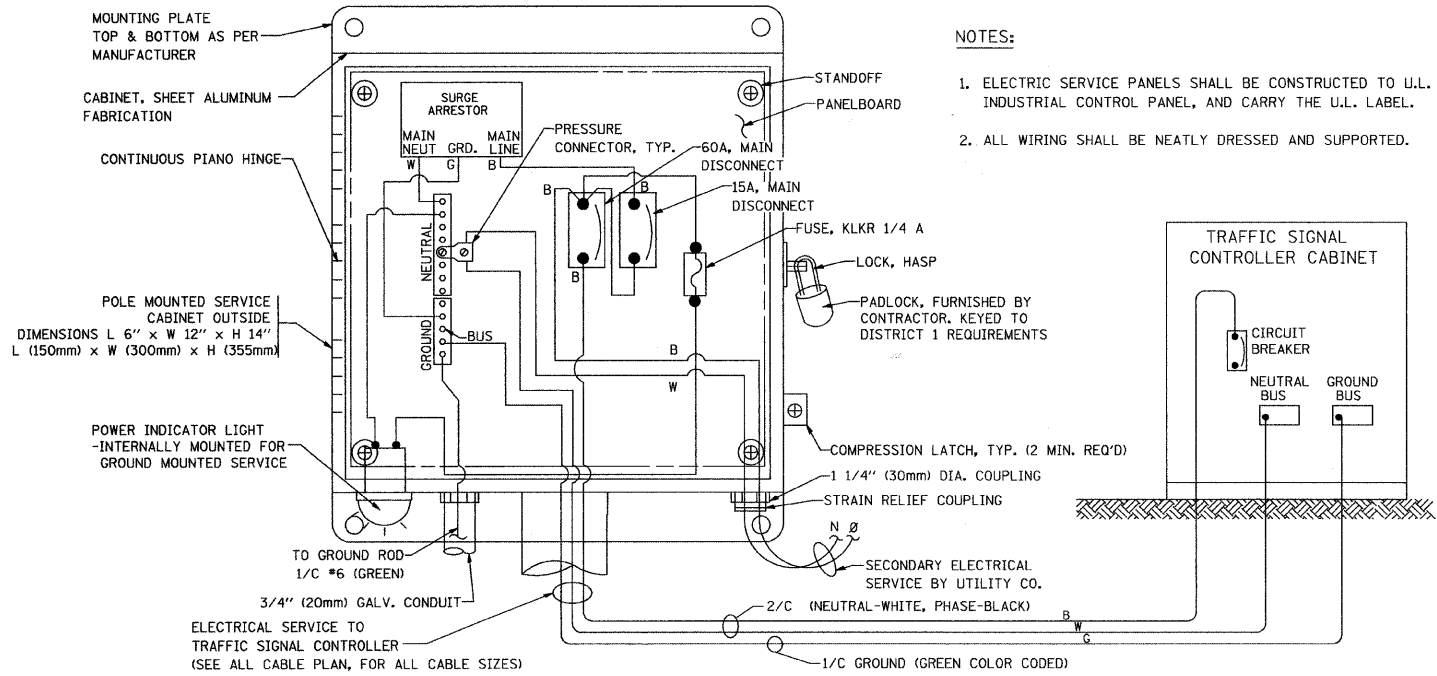 MOUNTING PLATE
TOP & BOTTOM AS PER
MANUFACTURER
CABINET, SHEET ALUMINUM
FABRICATION
CONTINUOUS PIANO HINGE
POLE MOUNTED SERVICE
CABINET OUTSIDE
DIMENSIONS L 6" x W 12" x H 14"
L (150mm) x W (300mm) x H (355mm)
POWER INDICATOR LIGHT
-INTERNALLY MOUNTED FOR
GROUND MOUNTED SERVICE
SURGE
ARRESTOR
MAIN
NEUT
GRD.
MAIN
LINE
W
G
B
PRESSURE
CONNECTOR, TYP.
STANDOFF
PANELBOARD
60A, MAIN
DISCONNECT
15A, MAIN
DISCONNECT
B
B
B
B
FUSE, KLKR 1/4 A
NEUTRAL
GROUND
BUS
LOCK, HASP
PADLOCK, FURNISHED BY
CONTRACTOR. KEYED TO
DISTRICT 1 REQUIREMENTS
B
W
COMPRESSION LATCH, TYP. (2 MIN. REQ'D)
1 1/4" (30mm) DIA. COUPLING
STRAIN RELIEF COUPLING
N Ø
SECONDARY ELECTRICAL
SERVICE BY UTILITY CO.
TO GROUND ROD
1/C #6 (GREEN)
3/4" (20mm) GALV. CONDUIT
ELECTRICAL SERVICE TO
TRAFFIC SIGNAL CONTROLLER
(SEE ALL CABLE PLAN, FOR ALL CABLE SIZES)
2/C (NEUTRAL-WHITE, PHASE-BLACK)
1/C GROUND (GREEN COLOR CODED)
B
W
G
NOTES:
1. ELECTRIC SERVICE PANELS SHALL BE CONSTRUCTED TO U.L.
INDUSTRIAL CONTROL PANEL, AND CARRY THE U.L. LABEL.
2. ALL WIRING SHALL BE NEATLY DRESSED AND SUPPORTED.
TRAFFIC SIGNAL
CONTROLLER CABINET
CIRCUIT
BREAKER
NEUTRAL
BUS
GROUND
BUS